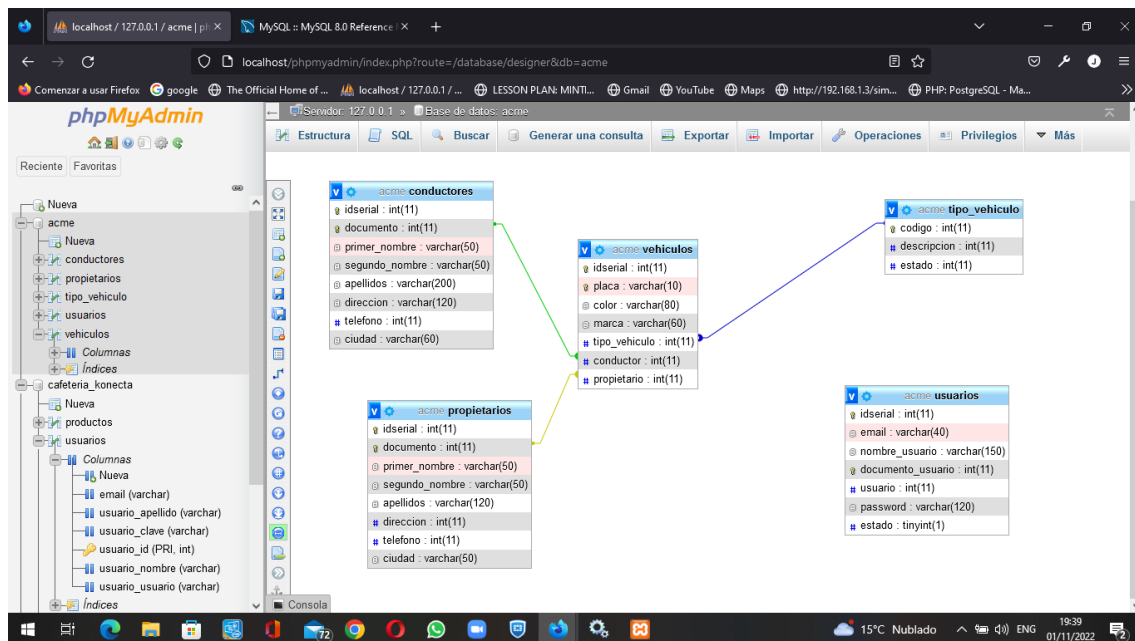 localhost / 127.0.0.1 / acme | ph
MySQL :: MySQL 8.0 Reference
localhost/phpmyadmin/index.php?route=/database/designer&db=acme
Comenzar a usar Firefox
google
The Official Home of ...
localhost / 127.0.0.1 / ...
LESSON PLAN: MINTI...
Gmail
YouTube
Maps
http://192.168.1.3/sim...
PHP: PostgreSQL - Ma...
phpMyAdmin
Reciente
Favoritas
Nueva
acme
Nueva
conductores
propietarios
tipo_vehiculo
usuarios
vehiculos
Columnas
Índices
cafeteria_konecta
Nueva
productos
usuarios
Columnas
Nueva
email (varchar)
usuario_apellido (varchar)
usuario_clave (varchar)
usuario_id (PRI, int)
usuario_nombre (varchar)
usuario_usuario (varchar)
Índices
Servidor: 127.0.0.1 » Base de datos: acme
Estructura
SQL
Buscar
Generar una consulta
Exportar
Importar
Operaciones
Privilegios
Más
v acme conductores
idserial : int(11)
documento : int(11)
primer_nombre : varchar(50)
segundo_nombre : varchar(50)
apellidos : varchar(200)
direccion : varchar(120)
# telefono : int(11)
ciudad : varchar(60)
v acme vehiculos
idserial : int(11)
placa : varchar(10)
color : varchar(80)
marca : varchar(60)
# tipo_vehiculo : int(11)
# conductor : int(11)
# propietario : int(11)
v acme tipo_vehiculo
codigo : int(11)
# descripcion : int(11)
# estado : int(11)
v acme propietarios
idserial : int(11)
documento : int(11)
primer_nombre : varchar(50)
segundo_nombre : varchar(50)
apellidos : varchar(120)
# direccion : int(11)
# telefono : int(11)
ciudad : varchar(50)
v acme usuarios
idserial : int(11)
email : varchar(40)
nombre_usuario : varchar(150)
documento_usuario : int(11)
# usuario : int(11)
password : varchar(120)
# estado : tinyint(1)
Consola
72
15°C Nublado
ENG
19:39
01/11/2022